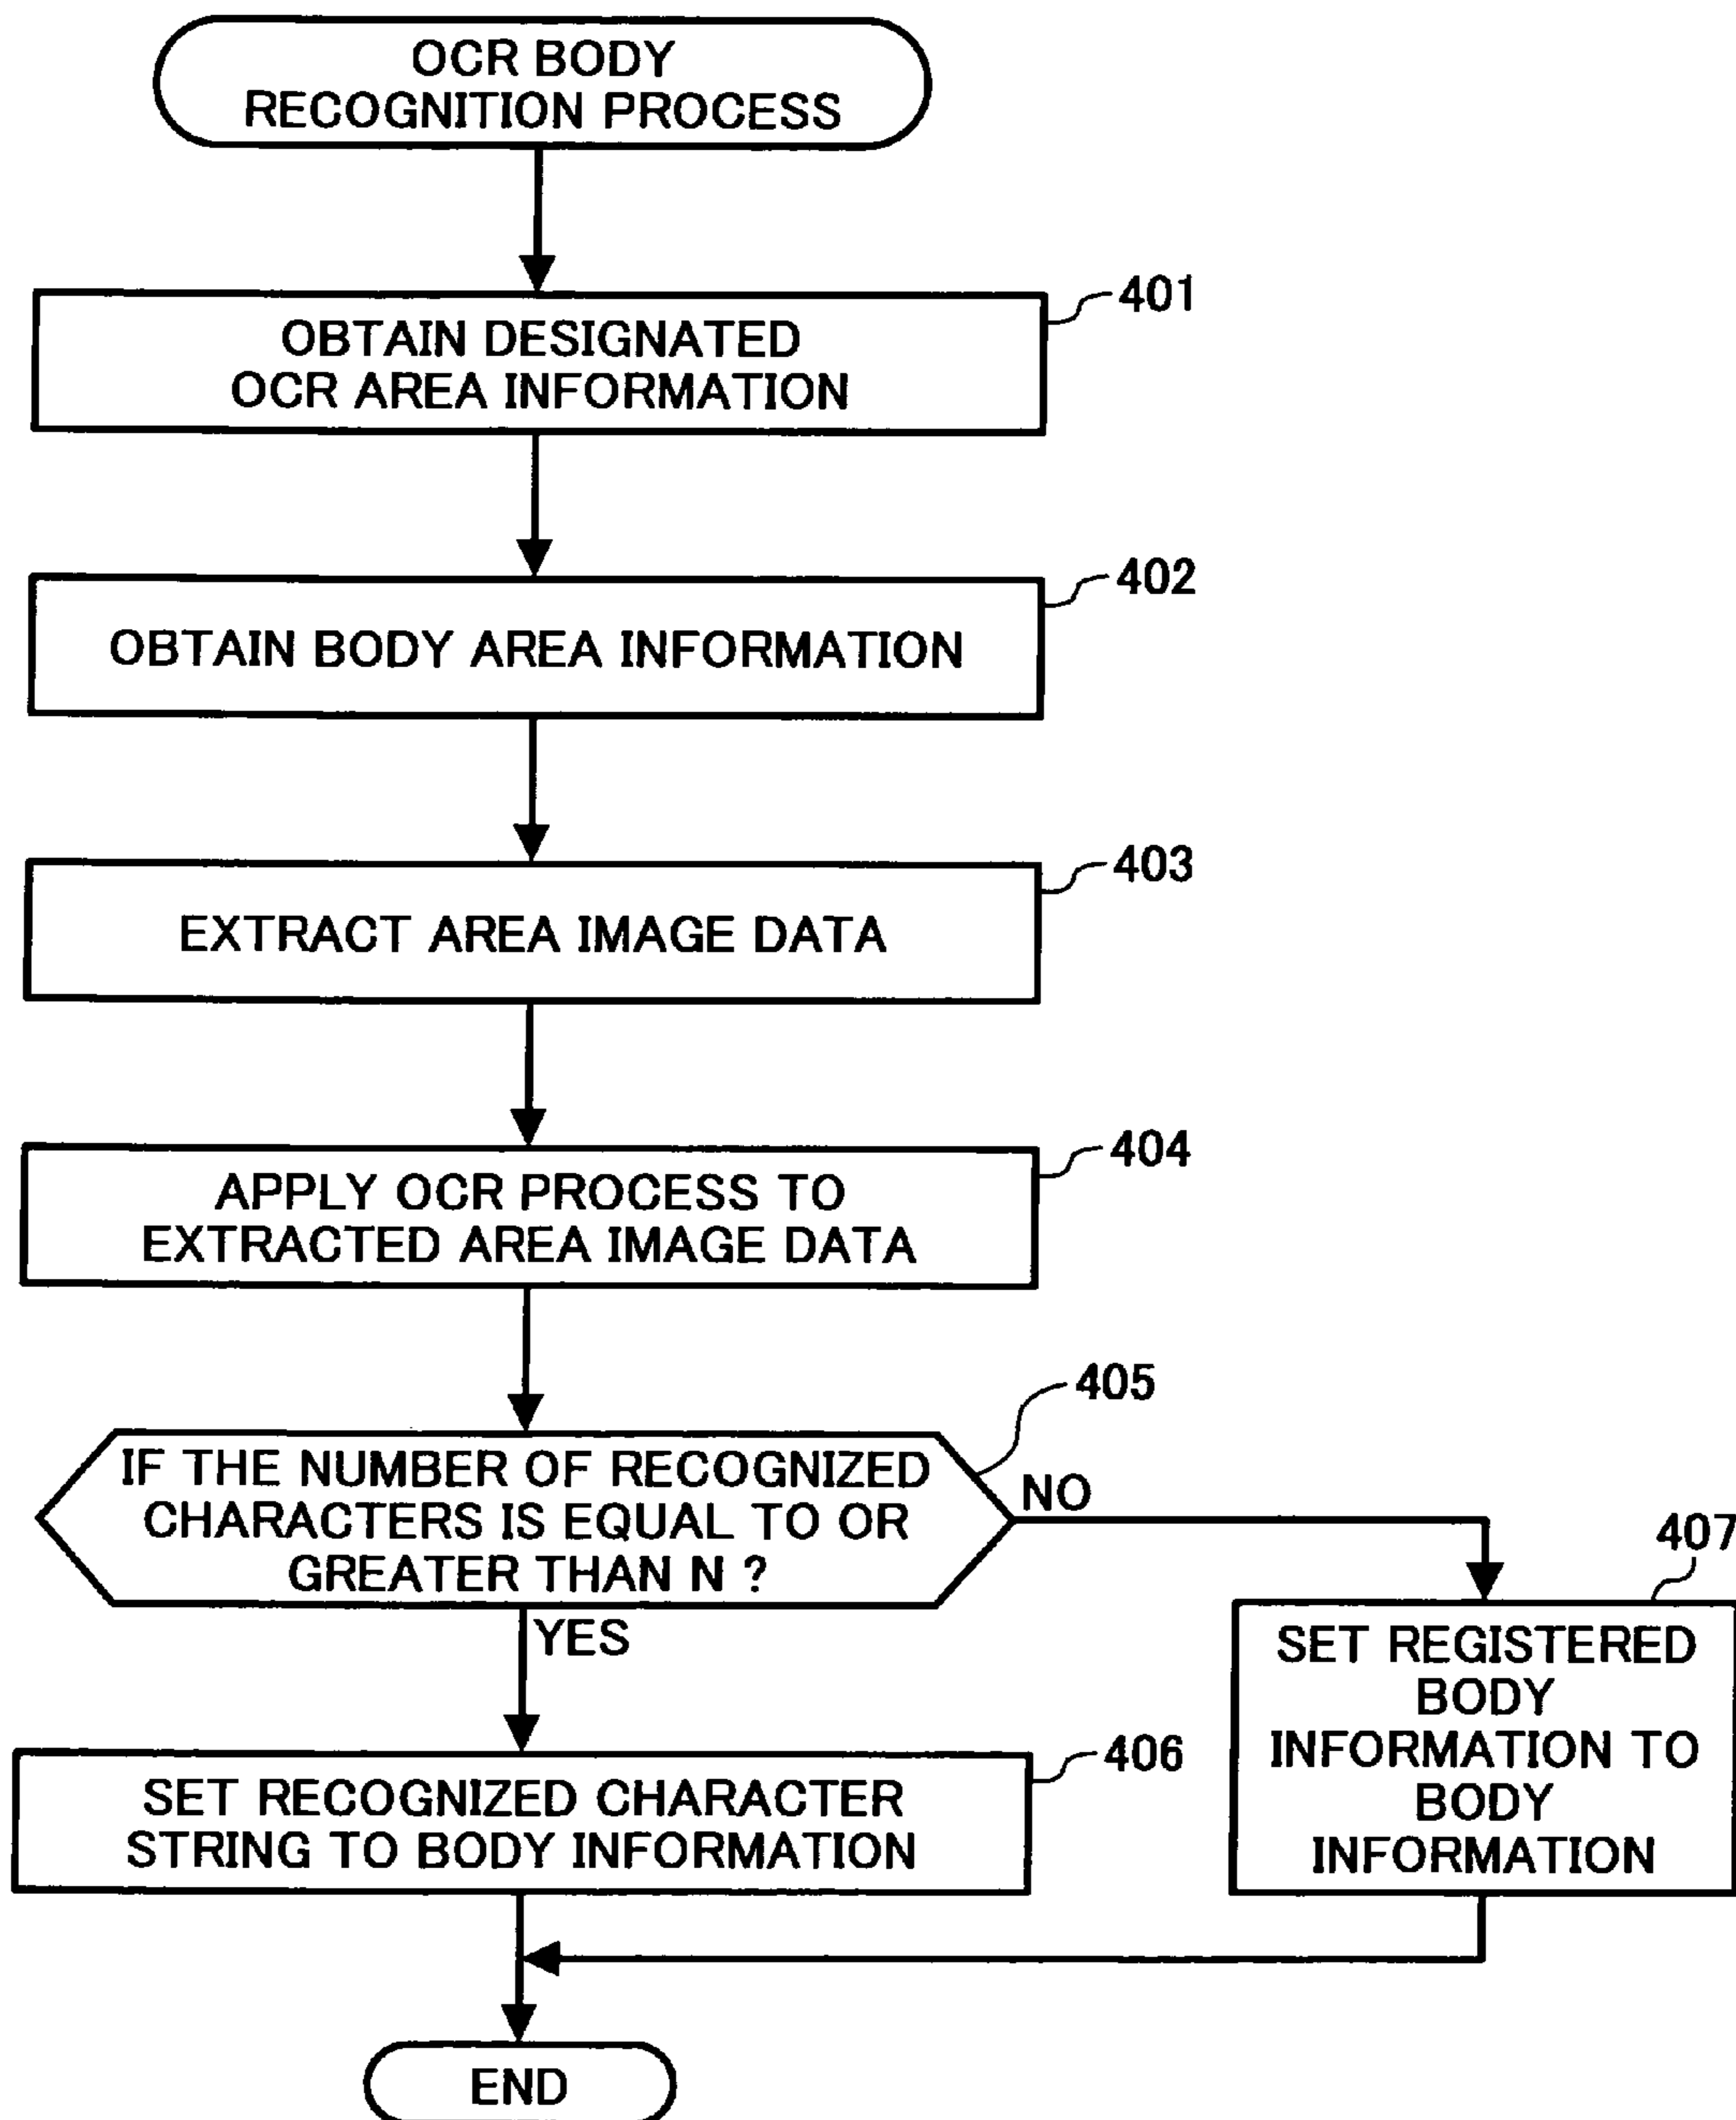 OCR BODY
RECOGNITION PROCESS
401
OBTAIN DESIGNATED
OCR AREA INFORMATION
402
OBTAIN BODY AREA INFORMATION
403
EXTRACT AREA IMAGE DATA
404
APPLY OCR PROCESS TO
EXTRACTED AREA IMAGE DATA
405
IF THE NUMBER OF RECOGNIZED
CHARACTERS IS EQUAL TO OR
GREATER THAN N ?
NO
YES
407
SET REGISTERED
BODY
INFORMATION TO
BODY
INFORMATION
406
SET RECOGNIZED CHARACTER
STRING TO BODY INFORMATION
END